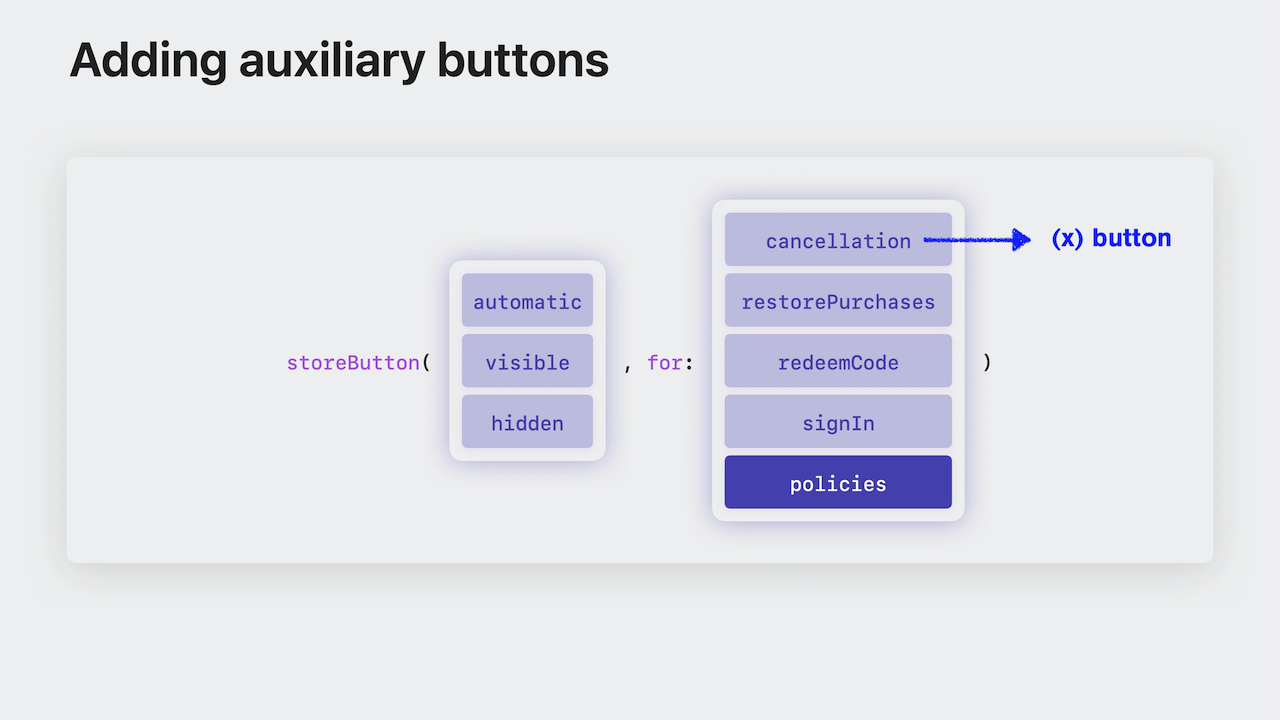 Adding auxiliary buttons
storeButton(
automatic
visible
hidden
, for:
cancellation
restorePurchases
redeemCode
signIn
policies
)
(x) button